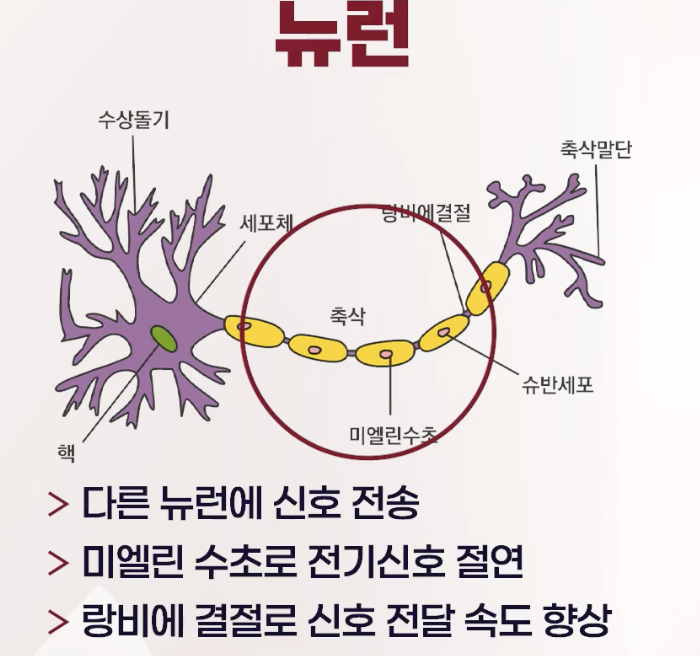 뉴런
수상돌기
축삭말단
세포체
랑비에결절
축삭
슈반세포
미엘린수초
핵
> 다른 뉴런에 신호 전송
> 미엘린 수초로 전기신호 절연
> 랑비에 결절로 신호 전달 속도 향상